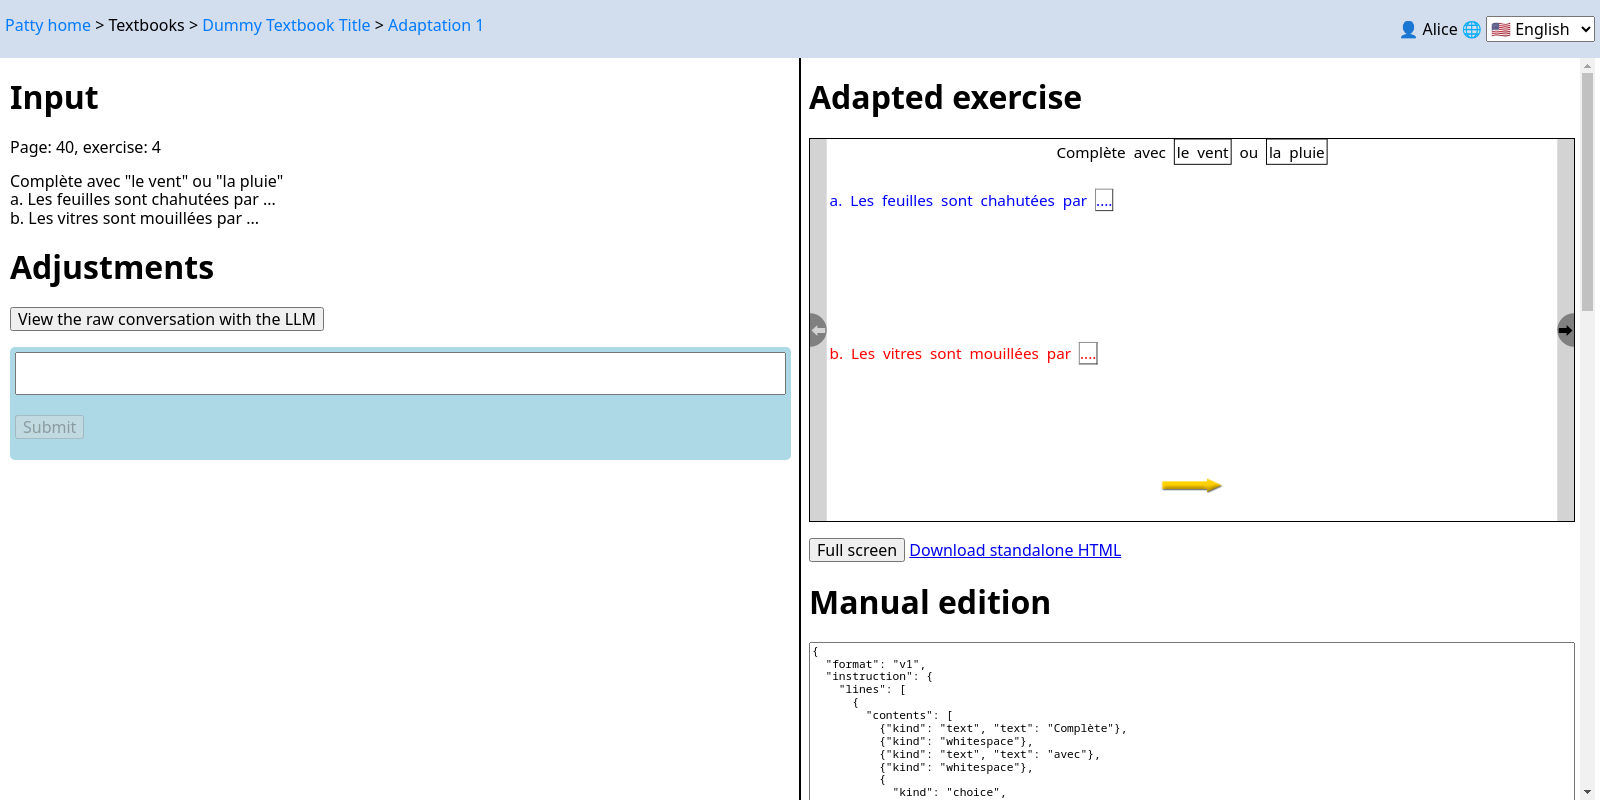 Patty home > Textbooks > Dummy Textbook Title > Adaptation 1
Alice
English
Input
Page: 40, exercise: 4
Complète avec "le vent" ou "la pluie"
a. Les feuilles sont chahutées par ...
b. Les vitres sont mouillées par ...
Adjustments
View the raw conversation with the LLM
Submit
Adapted exercise
Complète avec le vent ou la pluie
a. Les feuilles sont chahutées par ....
b. Les vitres sont mouillées par ....
Full screen Download standalone HTML
Manual edition
{
"format": "v1",
"instruction": {
"lines": [
{
"contents": [
{"kind": "text", "text": "Complète"},
{"kind": "whitespace"},
{"kind": "text", "text": "avec"},
{"kind": "whitespace"},
{
"kind": "choice",